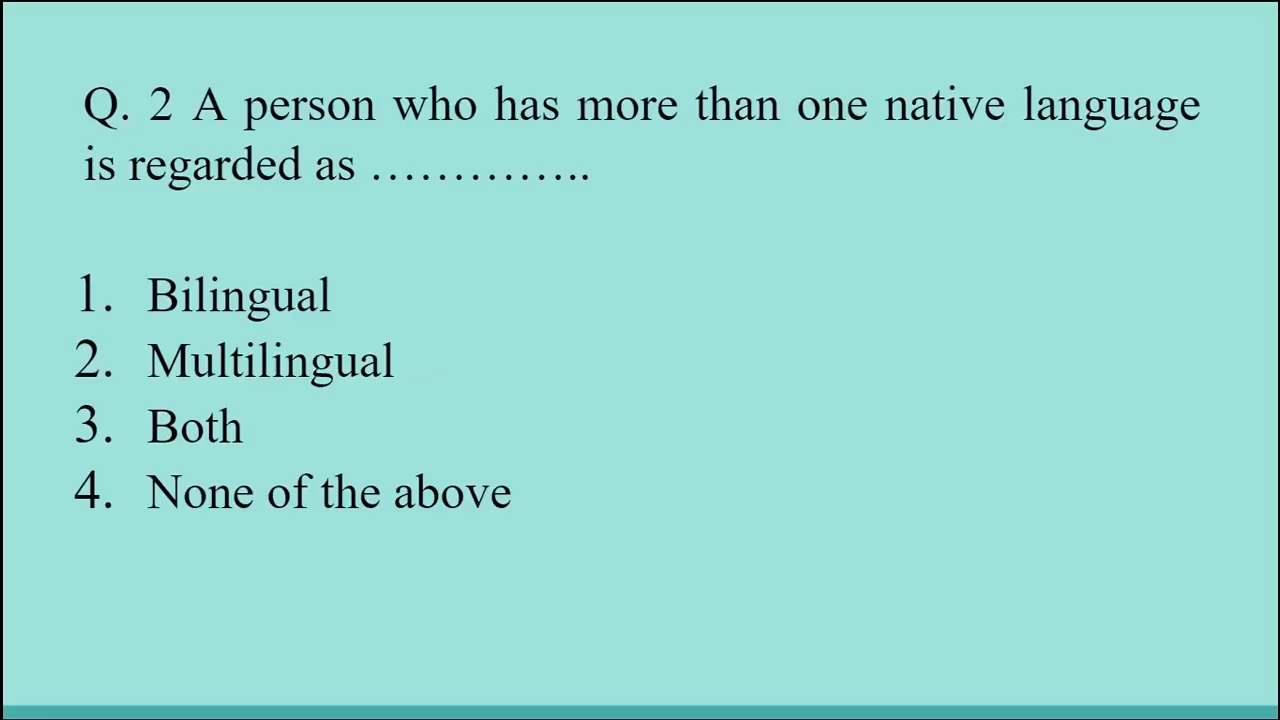 Q. 2 A person who has more than one native language
is regarded as …………..
1. Bilingual
2. Multilingual
3. Both
4. None of the above